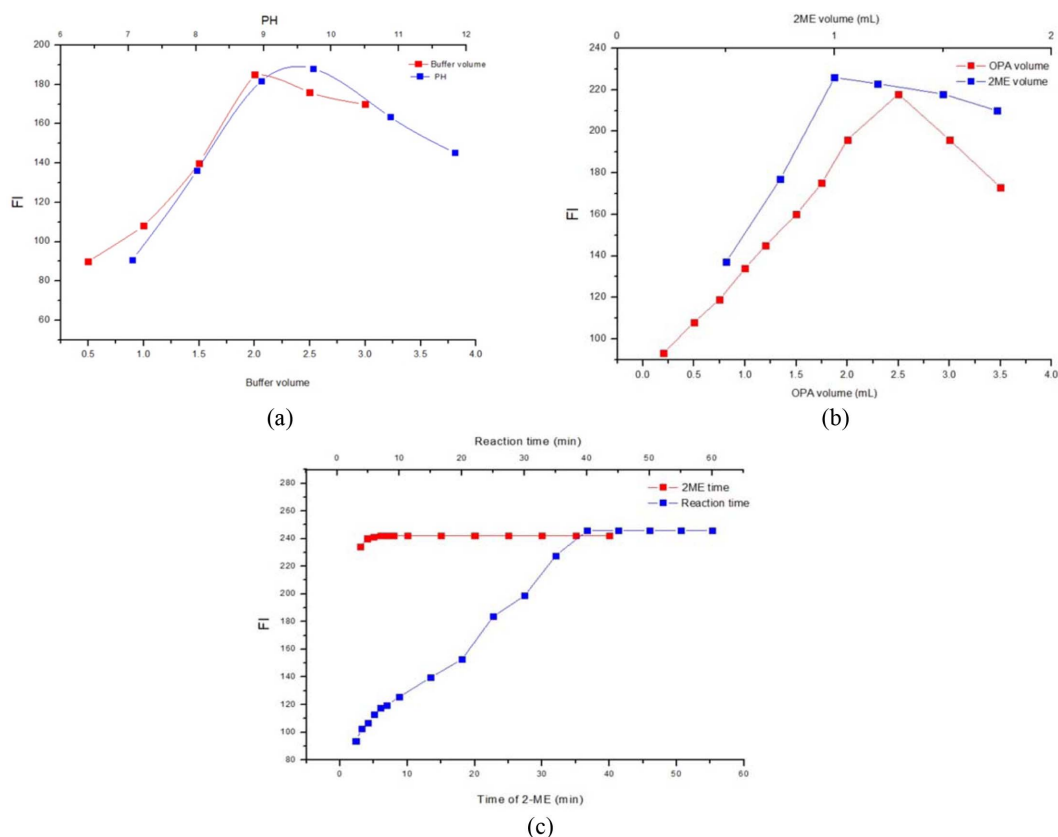 PH
6 7 8 9 10 11 12
200
180
160
140
120
100
80
60
FI
Buffer volume
PH
0.5 1.0 1.5 2.0 2.5 3.0 3.5 4.0
Buffer volume
(a)
2ME volume (mL)
0 1 2
240
220
200
180
160
140
120
100
FI
OPA volume
2ME volume
0.0 0.5 1.0 1.5 2.0 2.5 3.0 3.5 4.0
OPA volume (mL)
(b)
Reaction time (min)
0 10 20 30 40 50 60
280
260
240
220
200
180
160
140
120
100
80
FI
2ME time
Reaction time
0 10 20 30 40 50 60
Time of 2-ME (min)
(c)